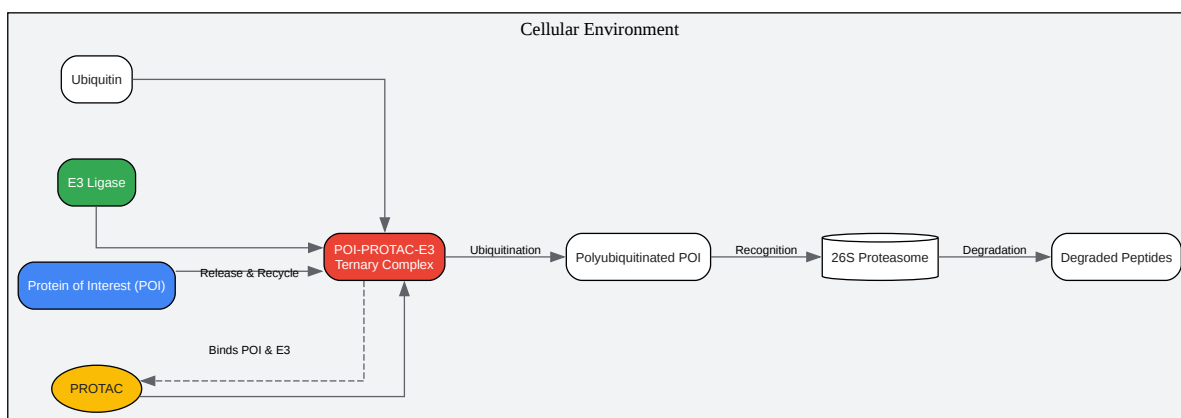 Cellular Environment
Ubiquitin
E3 Ligase
POI-PROTAC-E3
Ternary Complex
Ubiquitination
Polyubiquitinated POI
Recognition
26S Proteasome
Degradation
Degraded Peptides
Release & Recycle
Protein of Interest (POI)
Binds POI & E3
PROTAC